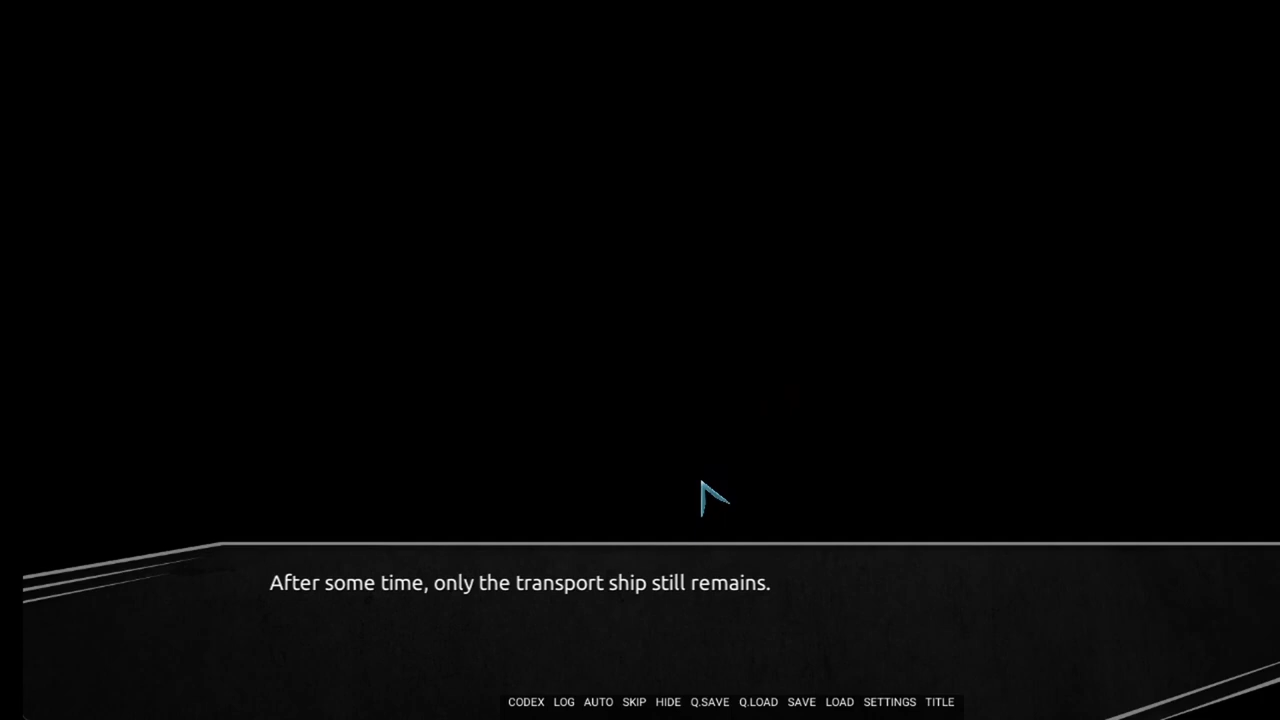 After some time, only the transport ship still remains.
CODEX LOG AUTO SKIP HIDE Q.SAVE Q.LOAD SAVE LOAD SETTINGS TITLE